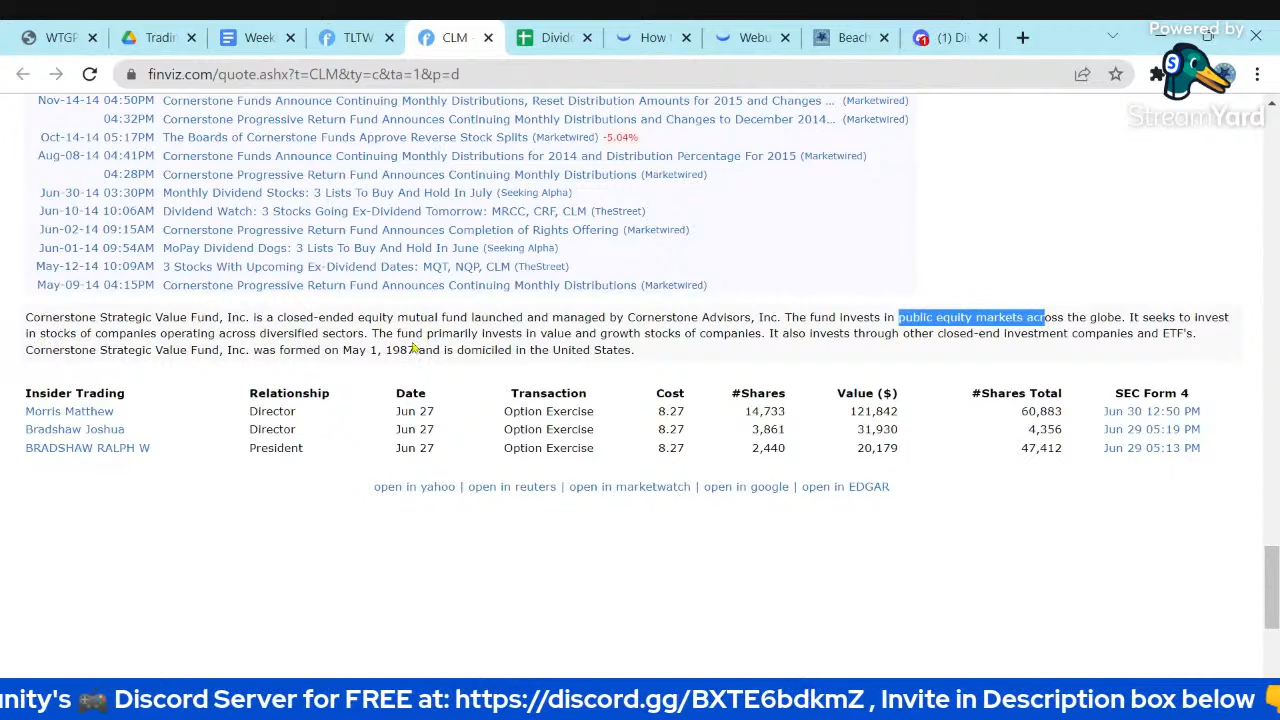 Powered by
StreamYard
WTGP
Tradin
Week
TLTW
CLM -
Divide
How t
Webu
Beach
(1) Di
finviz.com/quote.ashx?t=CLM&ty=c&ta=1&p=d
Nov-14-14 04:50PM Cornerstone Funds Announce Continuing Monthly Distributions, Reset Distribution Amounts for 2015 and Changes ... (Marketwired)
04:32PM Cornerstone Progressive Return Fund Announces Continuing Monthly Distributions and Changes to December 2014... (Marketwired)
Oct-14-14 05:17PM The Boards of Cornerstone Funds Approve Reverse Stock Splits (Marketwired) -5.04%
Aug-08-14 04:41PM Cornerstone Funds Announce Continuing Monthly Distributions for 2014 and Distribution Percentage For 2015 (Marketwired)
04:28PM Cornerstone Progressive Return Fund Announces Continuing Monthly Distributions (Marketwired)
Jun-30-14 03:30PM Monthly Dividend Stocks: 3 Lists To Buy And Hold In July (Seeking Alpha)
Jun-10-14 10:06AM Dividend Watch: 3 Stocks Going Ex-Dividend Tomorrow: MRCC, CRF, CLM (TheStreet)
Jun-02-14 09:15AM Cornerstone Progressive Return Fund Announces Completion of Rights Offering (Marketwired)
Jun-01-14 09:54AM MoPay Dividend Dogs: 3 Lists To Buy And Hold In June (Seeking Alpha)
May-12-14 10:09AM 3 Stocks With Upcoming Ex-Dividend Dates: MQT, NQP, CLM (TheStreet)
May-09-14 04:15PM Cornerstone Progressive Return Fund Announces Continuing Monthly Distributions (Marketwired)
Cornerstone Strategic Value Fund, Inc. is a closed-end equity mutual fund launched and managed by Cornerstone Advisors, Inc. The fund invests in public equity markets across the globe. It seeks to invest
in stocks of companies operating across diversified sectors. The fund primarily invests in value and growth stocks of companies. It also invests through other closed-end investment companies and ETF's.
Cornerstone Strategic Value Fund, Inc. was formed on May 1, 1987 and is domiciled in the United States.
Insider Trading Relationship Date Transaction Cost #Shares Value ($) #Shares Total SEC Form 4
Morris Matthew Director Jun 27 Option Exercise 8.27 14,733 121,842 60,883 Jun 30 12:50 PM
Bradshaw Joshua Director Jun 27 Option Exercise 8.27 3,861 31,930 4,356 Jun 29 05:19 PM
BRADSHAW RALPH W President Jun 27 Option Exercise 8.27 2,440 20,179 47,412 Jun 29 05:13 PM
open in yahoo | open in reuters | open in marketwatch | open in google | open in EDGAR
unity's 🎮 Discord Server for FREE at: https://discord.gg/BXTE6bdkmZ , Invite in Description box below 👇